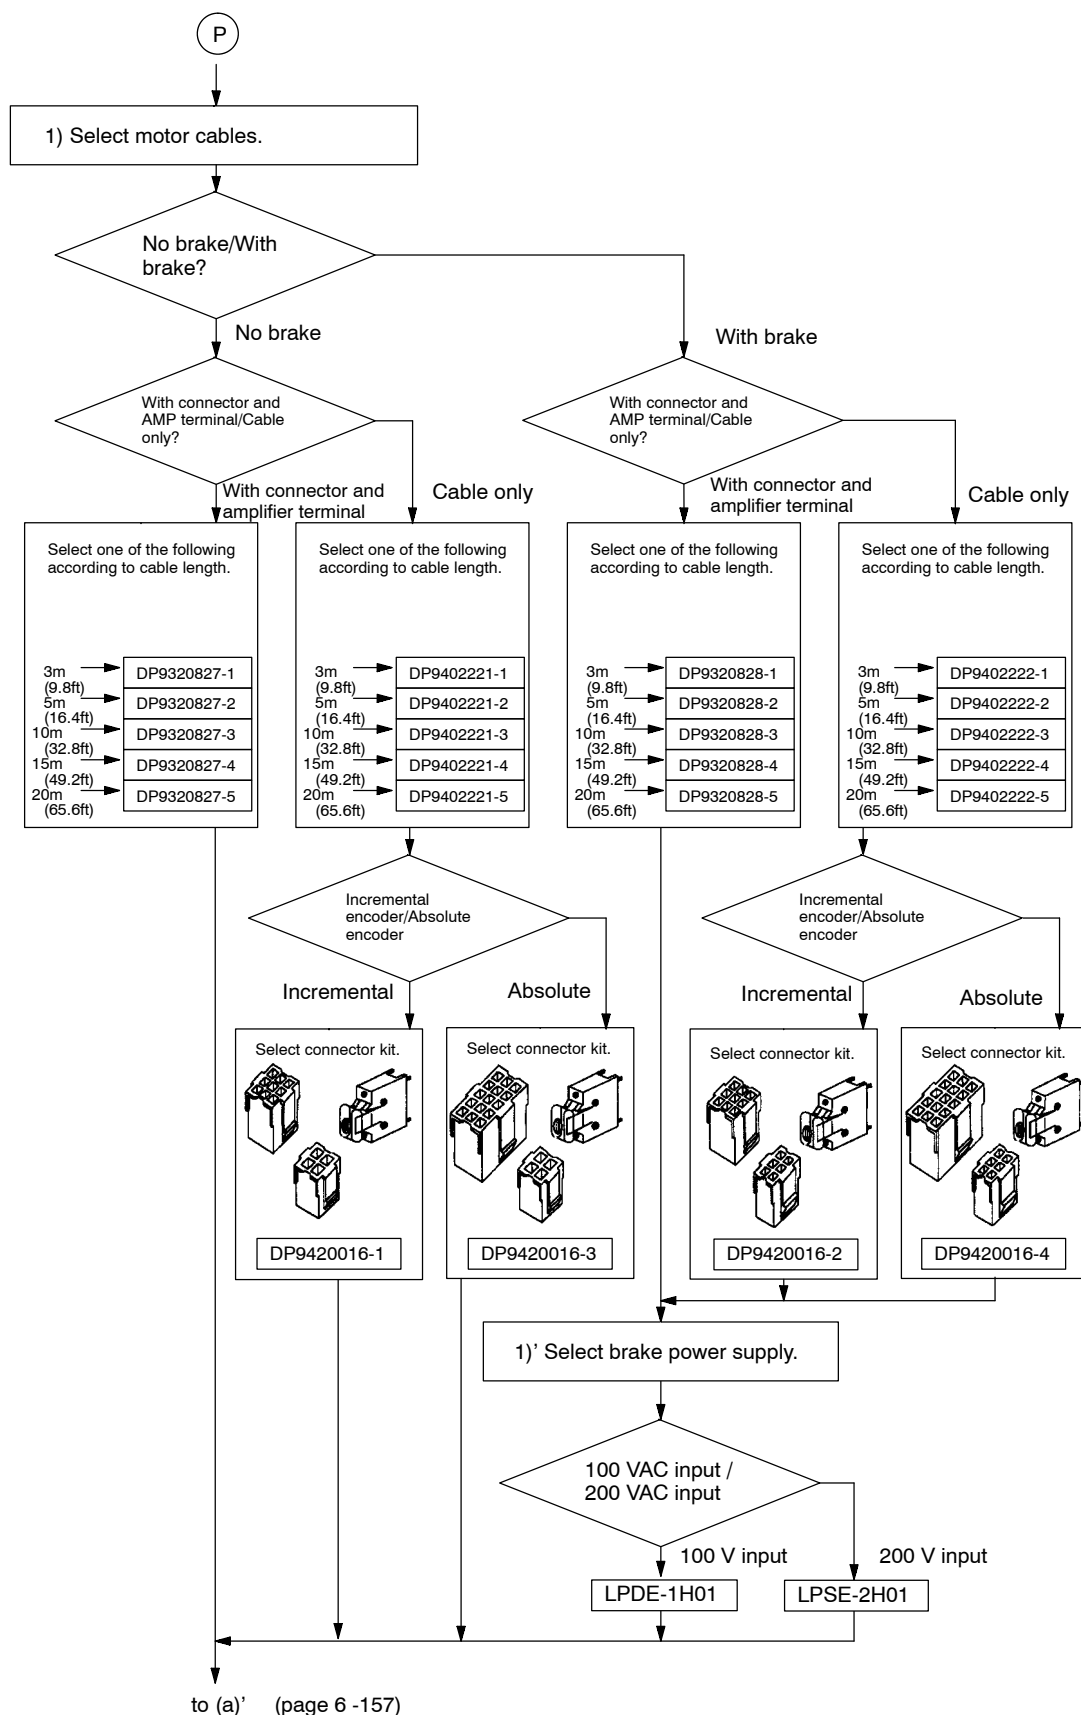 P
1) Select motor cables.
No brake/With
brake?
No brake
With brake
With connector and
AMP terminal/Cable
only?
With connector and
AMP terminal/Cable
only?
With connector and
amplifier terminal
Cable only
With connector and
amplifier terminal
Cable only
Select one of the following
according to cable length.
3m
(9.8ft)
DP9320827-1
5m
(16.4ft)
DP9320827-2
10m
(32.8ft)
DP9320827-3
15m
(49.2ft)
DP9320827-4
20m
(65.6ft)
DP9320827-5
Select one of the following
according to cable length.
3m
(9.8ft)
DP9402221-1
5m
(16.4ft)
DP9402221-2
10m
(32.8ft)
DP9402221-3
15m
(49.2ft)
DP9402221-4
20m
(65.6ft)
DP9402221-5
Select one of the following
according to cable length.
3m
(9.8ft)
DP9320828-1
5m
(16.4ft)
DP9320828-2
10m
(32.8ft)
DP9320828-3
15m
(49.2ft)
DP9320828-4
20m
(65.6ft)
DP9320828-5
Select one of the following
according to cable length.
3m
(9.8ft)
DP9402222-1
5m
(16.4ft)
DP9402222-2
10m
(32.8ft)
DP9402222-3
15m
(49.2ft)
DP9402222-4
20m
(65.6ft)
DP9402222-5
Incremental
encoder/Absolute
encoder
Incremental
encoder/Absolute
encoder
Incremental
Absolute
Incremental
Absolute
Select connector kit.
DP9420016-1
Select connector kit.
DP9420016-3
Select connector kit.
DP9420016-2
Select connector kit.
DP9420016-4
1)’ Select brake power supply.
100 VAC input /
200 VAC input
100 V input
200 V input
LPDE-1H01
LPSE-2H01
to (a)’ (page 6 -157)